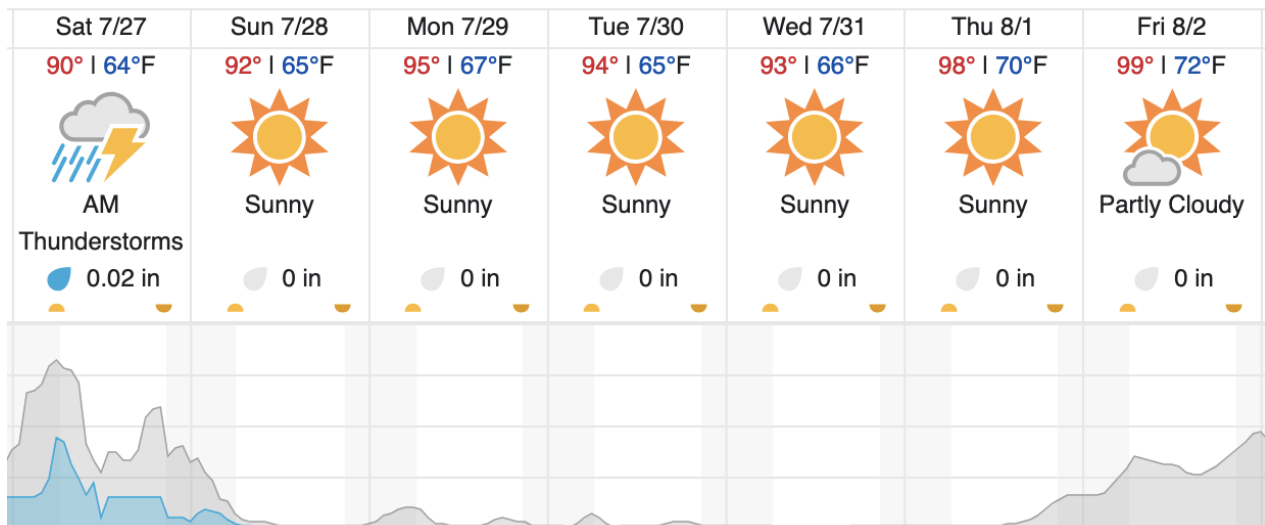 Sat 7/27
90° | 64°F
AM
Thunderstorms
0.02 in
Sun 7/28
92° | 65°F
Sunny
0 in
Mon 7/29
95° | 67°F
Sunny
0 in
Tue 7/30
94° | 65°F
Sunny
0 in
Wed 7/31
93° | 66°F
Sunny
0 in
Thu 8/1
98° | 70°F
Sunny
0 in
Fri 8/2
99° | 72°F
Partly Cloudy
0 in